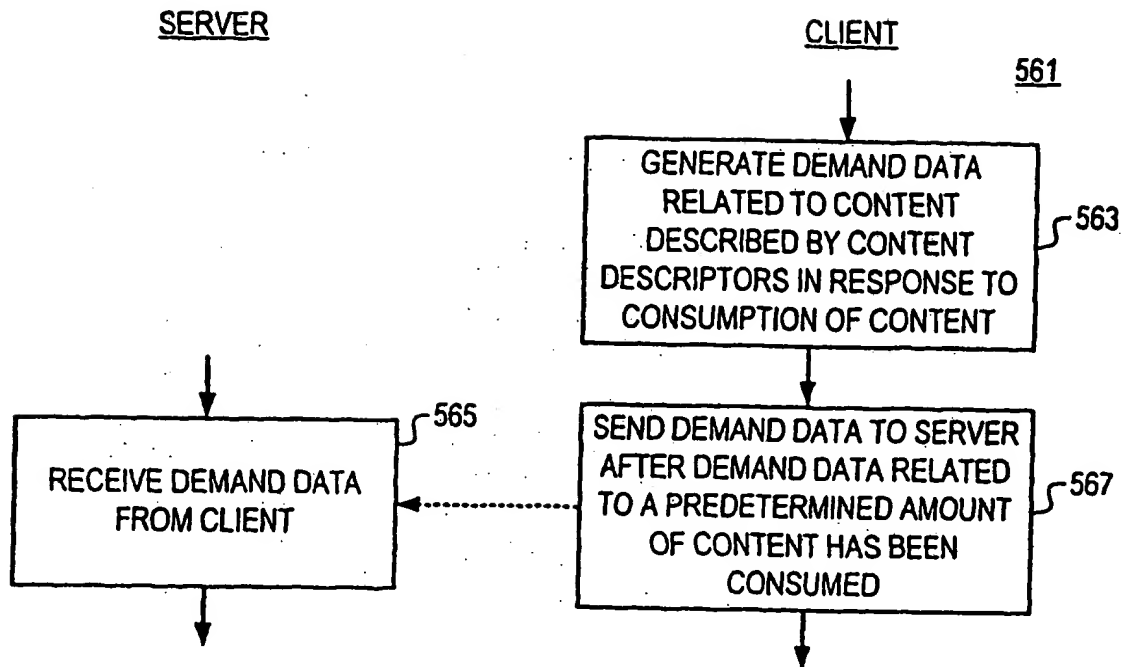 SERVER
CLIENT
561
GENERATE DEMAND DATA
RELATED TO CONTENT
DESCRIBED BY CONTENT
DESCRIPTORS IN RESPONSE TO
CONSUMPTION OF CONTENT
563
565
RECEIVE DEMAND DATA
FROM CLIENT
SEND DEMAND DATA TO SERVER
AFTER DEMAND DATA RELATED
TO A PREDETERMINED AMOUNT
OF CONTENT HAS BEEN
CONSUMED
567